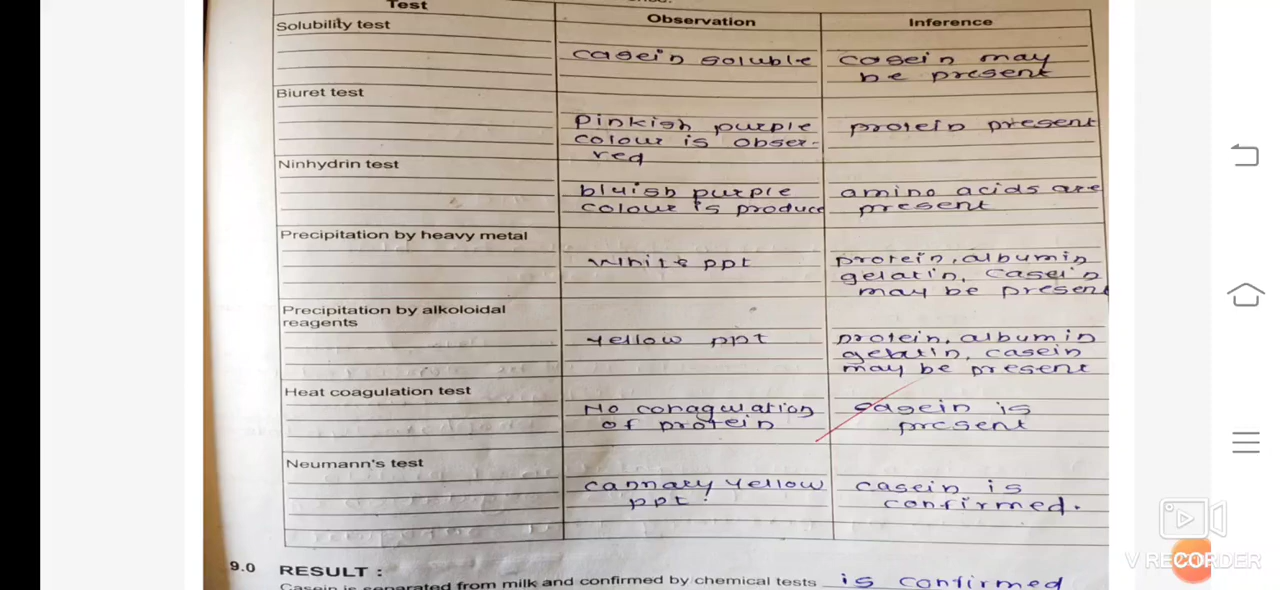 Test
Observation
Inference
Solubility test
casein soluble
casein may
be present
Biuret test
Pinkish purple
colour is obser-
red
protein present
Ninhydrin test
bluish purple
colour is produce
amino acids are
present
Precipitation by heavy metal
White ppt
protein, albumin
gelatin, casein
may be present
Precipitation by alkoloidal
reagents
Yellow ppt
protein, albumin
gelatin, casein
may be present
Heat coagulation test
No cohagulation
of protein
casein is
present
Neumann's test
cannary yellow
ppt.
casein is
confirmed.
9.0 RESULT :
Casein is separated from milk and confirmed by chemical tests is confirmed
V RECORDER